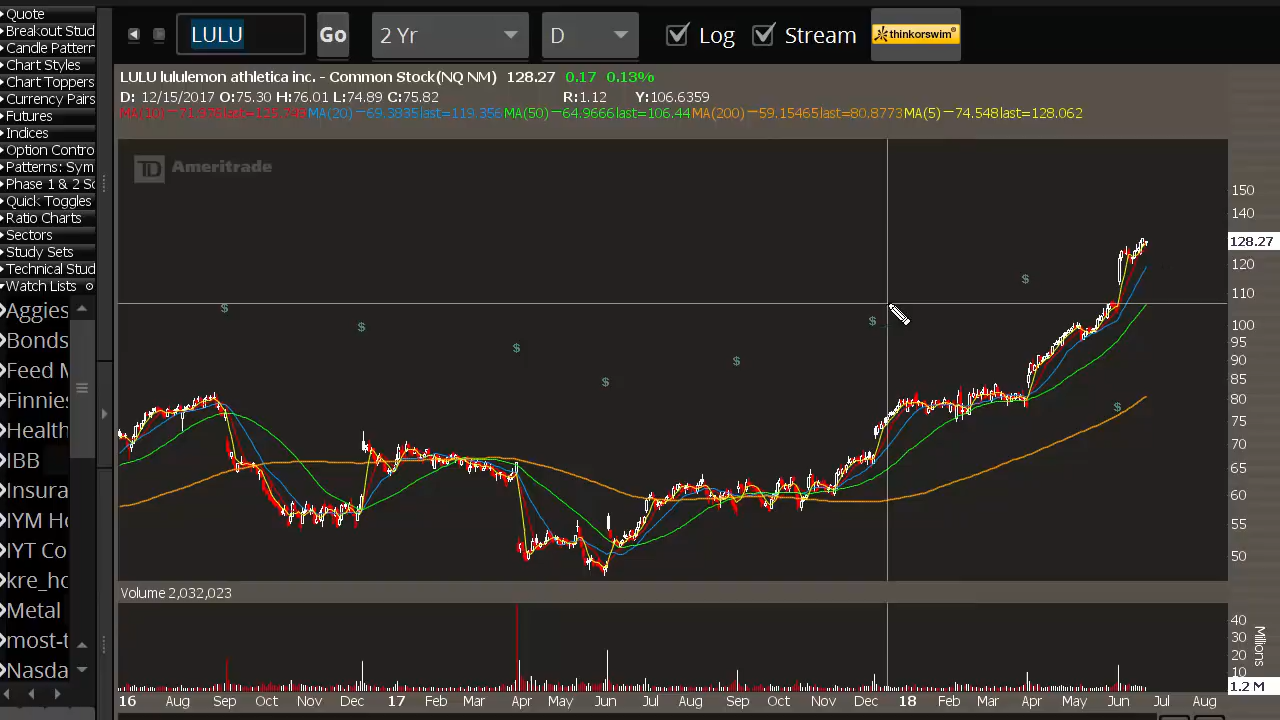 Quote
Breakout Stud
Candle Pattern
Chart Styles
Chart Toppers
Currency Pairs
Futures
Indices
Option Contro
Patterns: Sym
Phase 1 & 2 Sc
Quick Toggles
Ratio Charts
Sectors
Study Sets
Technical Stud
Watch Lists
Aggies
Bonds
Feed M
Finnies
Health
IBB
Insura
IYM Ho
IYT Co
kre_ho
Metal
most-t
Nasda
LULU Go 2 Yr D Log Stream thinkorswim
LULU lululemon athletica inc. - Common Stock(NQ NM) 128.27 0.17 0.13%
D: 12/15/2017 O:75.30 H:76.01 L:74.89 C:75.82 R:1.12 Y:106.6359
MA(20)—69.3835last=119.356 MA(50)—64.9666last=106.44 MA(200)—59.15465last=80.8773 MA(5)—74.548last=128.062
TD Ameritrade
150
140
128.27
120
110
100
95
90
85
80
75
70
65
60
55
50
$ $ $ $ $ $ $ $
Volume 2,032,023
40
30
20
10
Millions
1.2 M
16 Aug Sep Oct Nov Dec 17 Feb Mar Apr May Jun Jul Aug Sep Oct Nov Dec 18 Feb Mar Apr May Jun Jul Aug